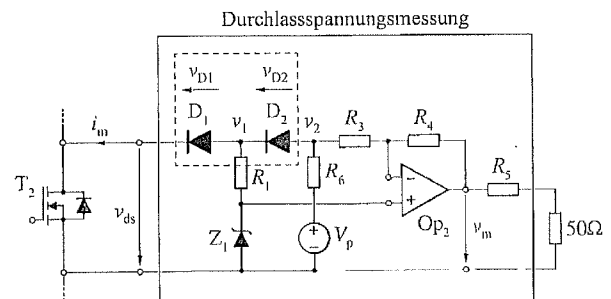 Durchlassspannungsmessung
v_D1 v_D2
D_1 D_2
i_m v_1 v_2 R_3 R_4
R_1 R_6 R_5
T_2 v_ds Z_1 V_p Op_2 v_m 50Ω